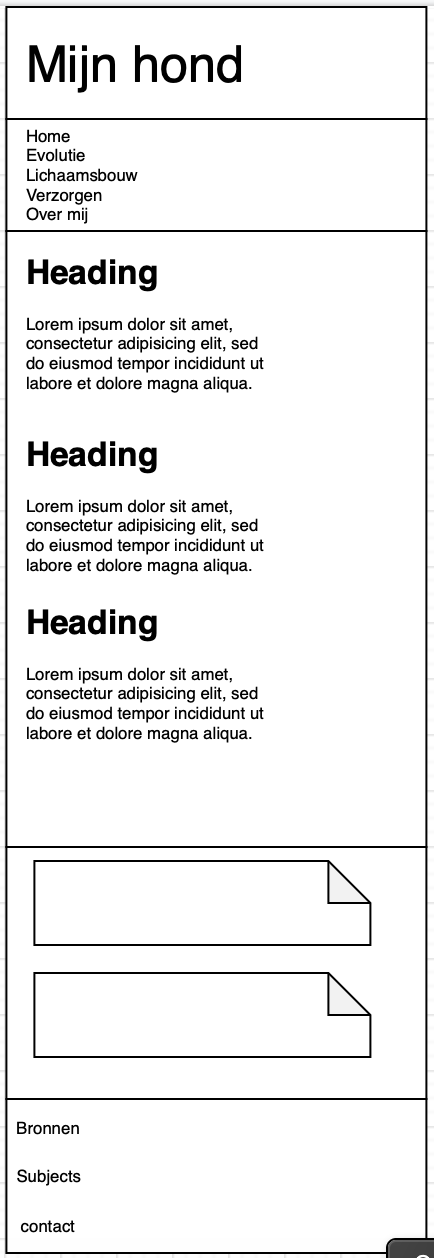 Mijn hond
Home
Evolutie
Lichaamsbouw
Verzorgen
Over mij
Heading
Lorem ipsum dolor sit amet,
consectetur adipisicing elit, sed
do eiusmod tempor incididunt ut
labore et dolore magna aliqua.
Heading
Lorem ipsum dolor sit amet,
consectetur adipisicing elit, sed
do eiusmod tempor incididunt ut
labore et dolore magna aliqua.
Heading
Lorem ipsum dolor sit amet,
consectetur adipisicing elit, sed
do eiusmod tempor incididunt ut
labore et dolore magna aliqua.
Bronnen
Subjects
contact